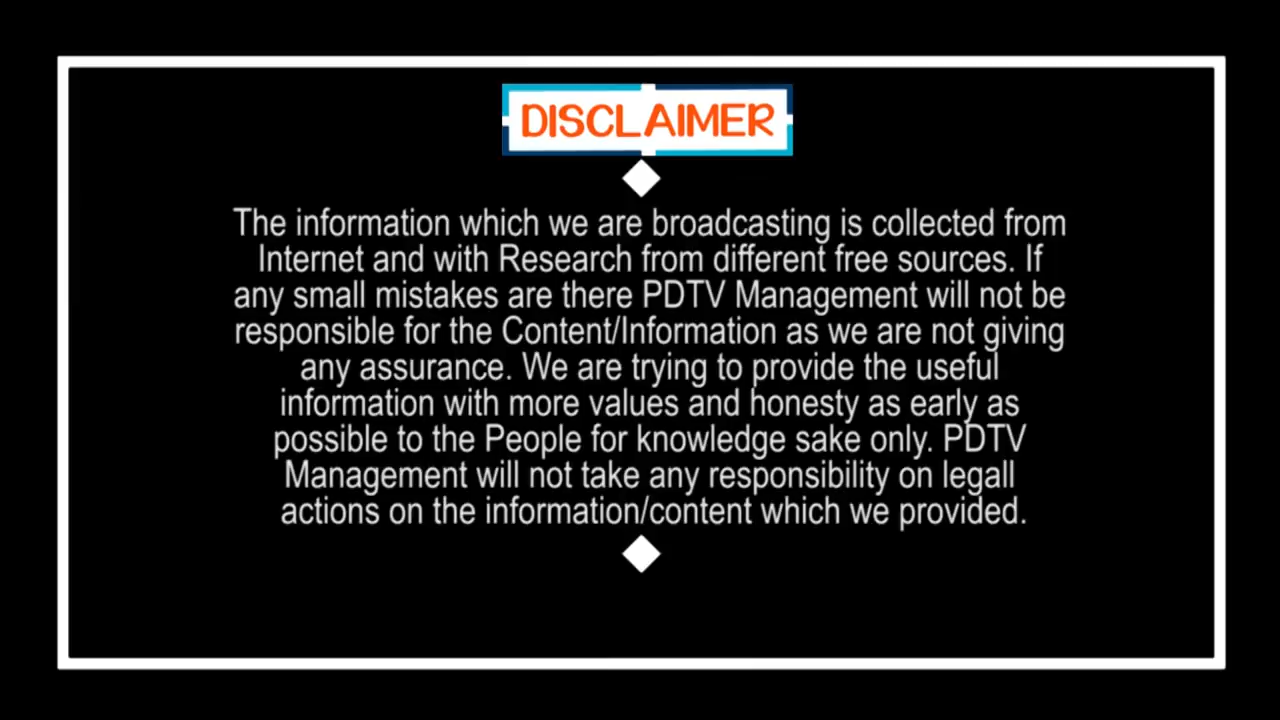 DISCLAIMER
The information which we are broadcasting is collected from
Internet and with Research from different free sources. If
any small mistakes are there PDTV Management will not be
responsible for the Content/Information as we are not giving
any assurance. We are trying to provide the useful
information with more values and honesty as early as
possible to the People for knowledge sake only. PDTV
Management will not take any responsibility on legall
actions on the information/content which we provided.